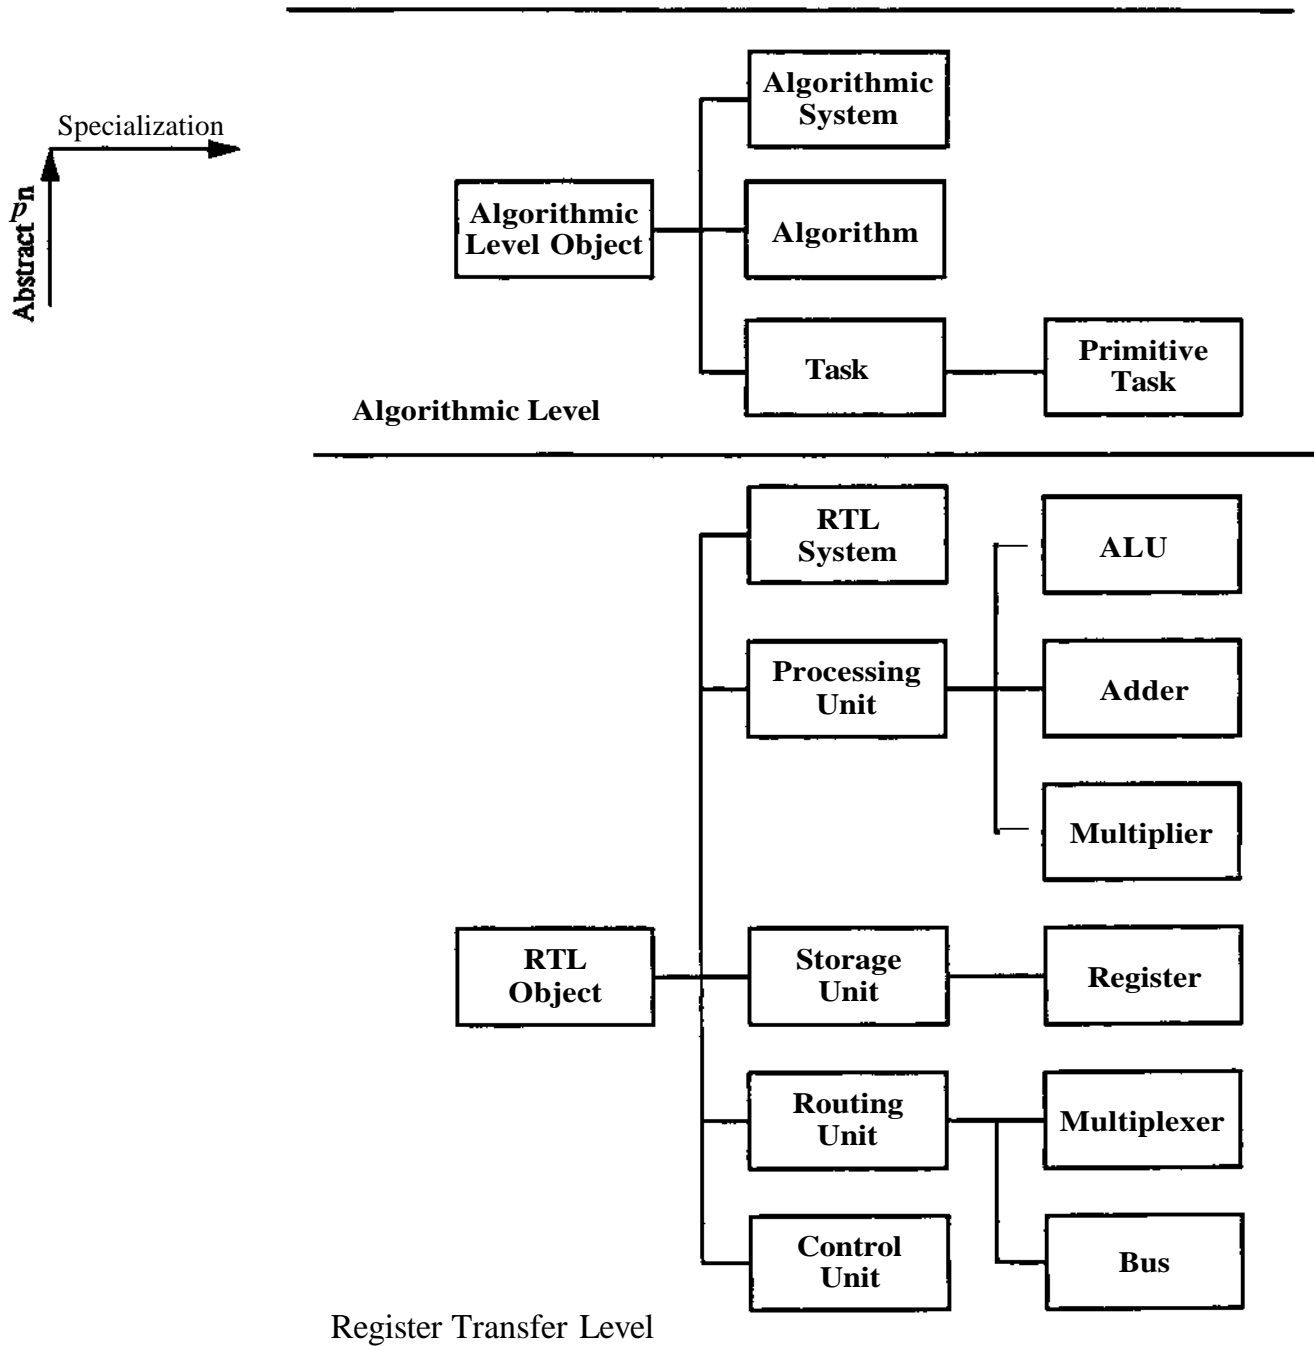 Algorithmic
System
Specialization
Abstract p n
Algorithmic
Level Object
Algorithm
Task
Primitive
Task
Algorithmic Level
RTL
System
ALU
Processing
Unit
Adder
Multiplier
RTL
Object
Storage
Unit
Register
Routing
Unit
Multiplexer
Control
Unit
Bus
Register Transfer Level